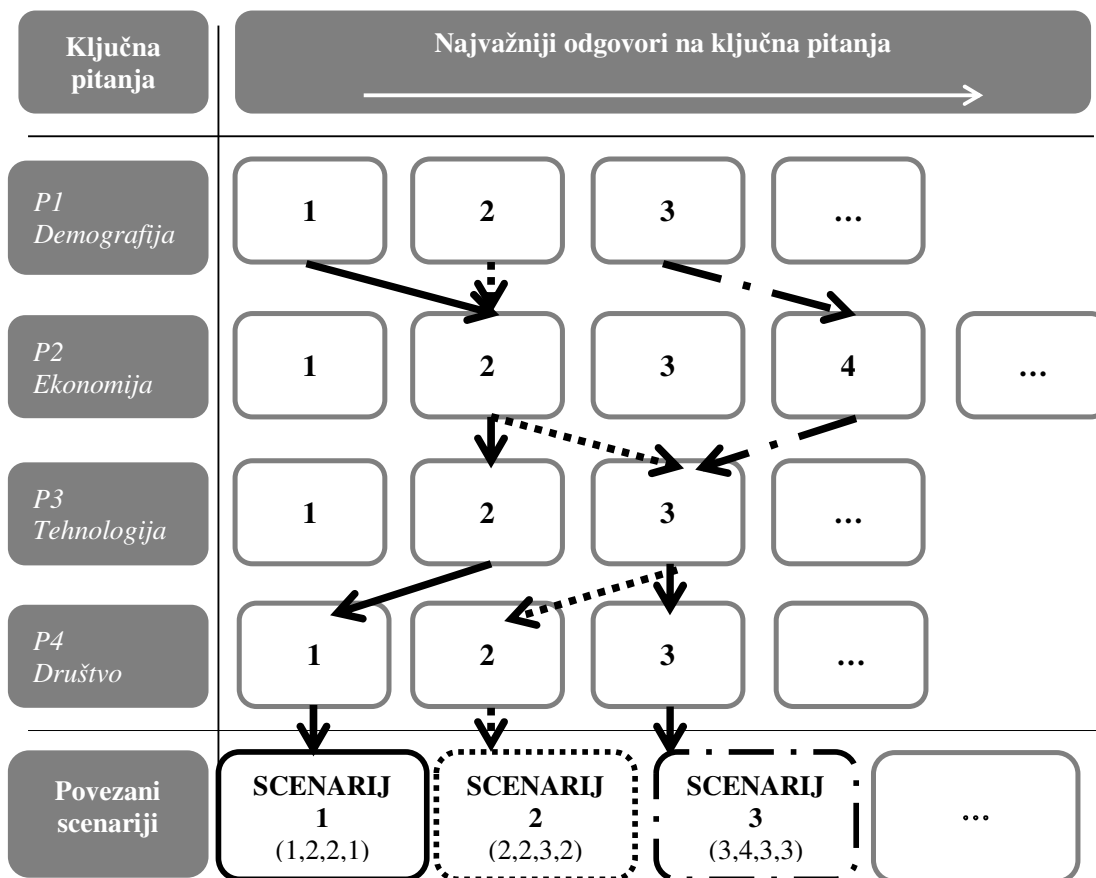 Ključna
pitanja
Najvažniji odgovori na ključna pitanja
P1
Demografija
1
2
3
...
P2
Ekonomija
1
2
3
4
...
P3
Tehnologija
1
2
3
...
P4
Društvo
1
2
3
...
Povezani
scenariji
SCENARIJ
1
(1,2,2,1)
SCENARIJ
2
(2,2,3,2)
SCENARIJ
3
(3,4,3,3)
...